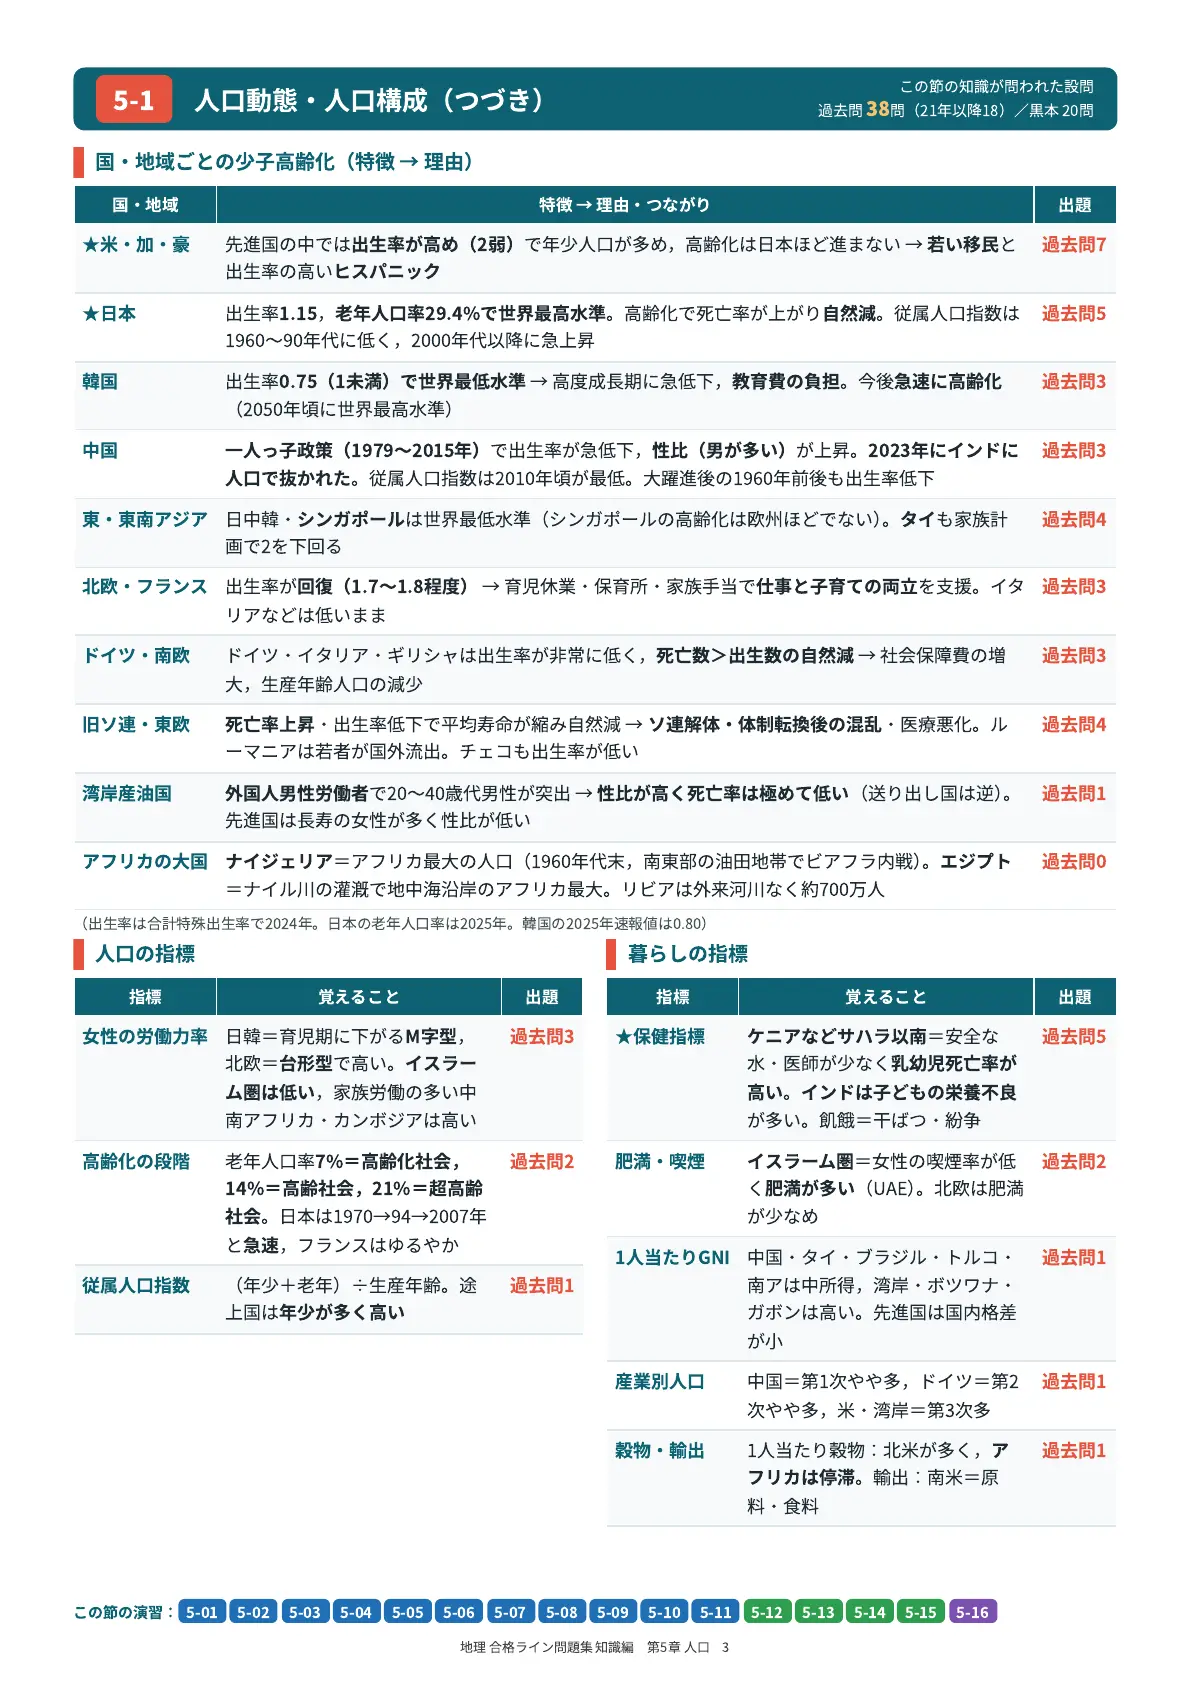 5-1 人口動態・人口構成（つづき）
この節の知識が問われた設問
過去問 38問（21年以降18）／黒本 20問
国・地域ごとの少子高齢化（特徴 → 理由）
国・地域 特徴 → 理由・つながり 出題
★米・加・豪 先進国の中では出生率が高め（2弱）で年少人口が多め，高齢化は日本ほど進まない → 若い移民と 過去問7
出生率の高いヒスパニック
★日本 出生率1.15，老年人口率29.4%で世界最高水準。高齢化で死亡率が上がり自然減。従属人口指数は 過去問5
1960〜90年代に低く，2000年代以降に急上昇
韓国 出生率0.75（1未満）で世界最低水準 → 高度成長期に急低下，教育費の負担。今後急速に高齢化 過去問3
（2050年頃に世界最高水準）
中国 一人っ子政策（1979〜2015年）で出生率が急低下，性比（男が多い）が上昇。2023年にインドに 過去問3
人口で抜かれた。従属人口指数は2010年頃が最低。大躍進後の1960年前後も出生率低下
東・東南アジア 日中韓・シンガポールは世界最低水準（シンガポールの高齢化は欧州ほどでない）。タイも家族計 過去問4
画で2を下回る
北欧・フランス 出生率が回復（1.7〜1.8程度） → 育児休業・保育所・家族手当で仕事と子育ての両立を支援。イタ 過去問3
リアなどは低いまま
ドイツ・南欧 ドイツ・イタリア・ギリシャは出生率が非常に低く，死亡数＞出生数の自然減 → 社会保障費の増 過去問3
大，生産年齢人口の減少
旧ソ連・東欧 死亡率上昇・出生率低下で平均寿命が縮み自然減 → ソ連解体・体制転換後の混乱・医療悪化。ル 過去問4
ーマニアは若者が国外流出。チェコも出生率が低い
湾岸産油国 外国人男性労働者で20〜40歳代男性が突出 → 性比が高く死亡率は極めて低い（送り出し国は逆）。 過去問1
先進国は長寿の女性が多く性比が低い
アフリカの大国 ナイジェリア＝アフリカ最大の人口（1960年代末，南東部の油田地帯でビアフラ内戦）。エジプト 過去問0
＝ナイル川の灌漑で地中海沿岸のアフリカ最大。リビアは外来河川なく約700万人
（出生率は合計特殊出生率で2024年。日本の老年人口率は2025年。韓国の2025年速報値は0.80）
人口の指標
指標 覚えること 出題
女性の労働力率 日韓＝育児期に下がるM字型， 過去問3
北欧＝台形型で高い。イスラー
ム圏は低い，家族労働の多い中
南アフリカ・カンボジアは高い
高齢化の段階 老年人口率7%＝高齢化社会， 過去問2
14%＝高齢社会，21%＝超高齢
社会。日本は1970→94→2007年
と急速，フランスはゆるやか
従属人口指数 （年少＋老年）÷生産年齢。途 過去問1
上国は年少が多く高い
暮らしの指標
指標 覚えること 出題
★保健指標 ケニアなどサハラ以南＝安全な 過去問5
水・医師が少なく乳幼児死亡率が
高い。インドは子どもの栄養不良
が多い。飢餓＝干ばつ・紛争
肥満・喫煙 イスラーム圏＝女性の喫煙率が低 過去問2
く肥満が多い（UAE）。北欧は肥満
が少なめ
1人当たりGNI 中国・タイ・ブラジル・トルコ・ 過去問1
南アは中所得，湾岸・ボツワナ・
ガボンは高い。先進国は国内格差
が小
産業別人口 中国＝第1次やや多，ドイツ＝第2 過去問1
次やや多，米・湾岸＝第3次多
穀物・輸出 1人当たり穀物：北米が多く，ア 過去問1
フリカは停滞。輸出：南米＝原
料・食料
この節の演習： 5-01 5-02 5-03 5-04 5-05 5-06 5-07 5-08 5-09 5-10 5-11 5-12 5-13 5-14 5-15 5-16
地理 合格ライン問題集 知識編 第5章 人口 3